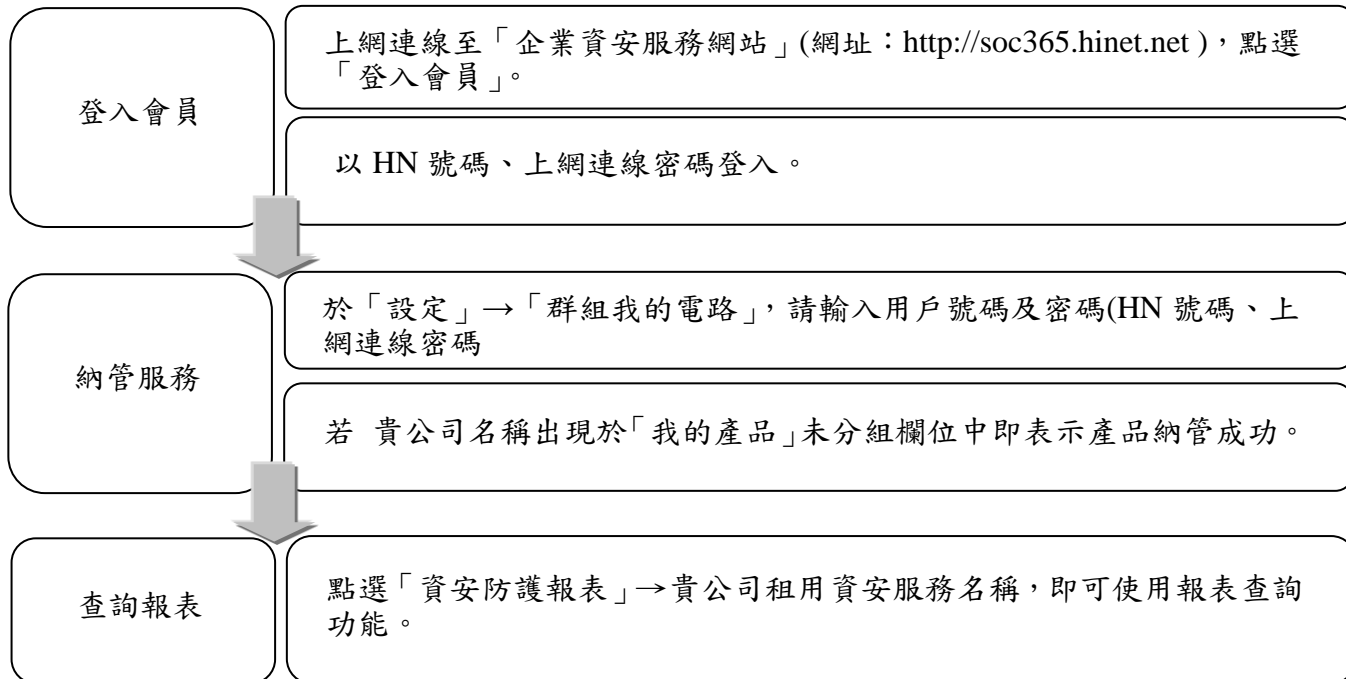 登入會員
上網連線至「企業資安服務網站」(網址：http://soc365.hinet.net )，點選
「登入會員」。
以 HN 號碼、上網連線密碼登入。
納管服務
於「設定」→「群組我的電路」，請輸入用戶號碼及密碼(HN 號碼、上
網連線密碼
若 貴公司名稱出現於「我的產品」未分組欄位中即表示產品納管成功。
查詢報表
點選「資安防護報表」→貴公司租用資安服務名稱，即可使用報表查詢
功能。